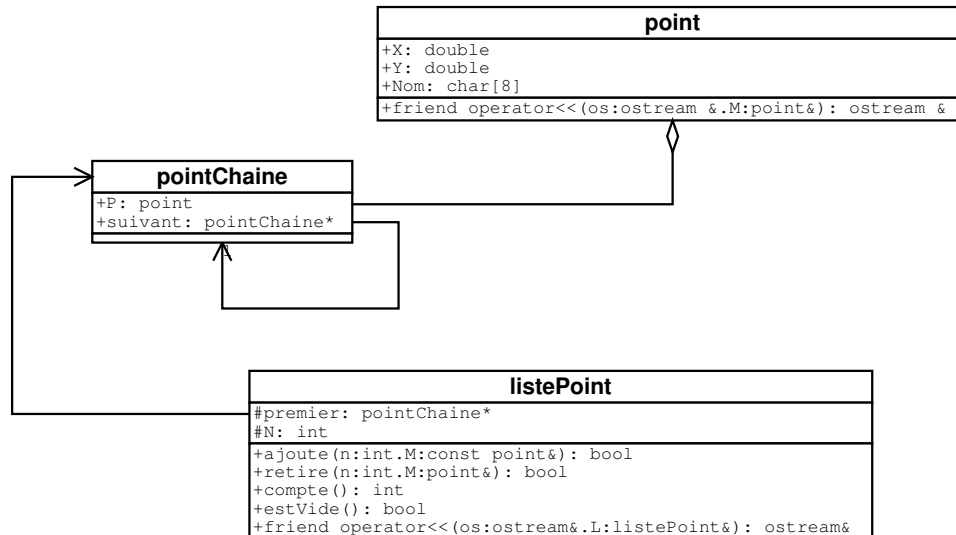 point
+X: double
+Y: double
+Nom: char[8]
+friend operator<<(os:ostream &.M:point&): ostream &
pointChaine
+P: point
+suivant: pointChaine*
1
listePoint
#premier: pointChaine*
#N: int
+ajoute(n:int.M:const point&): bool
+retire(n:int.M:point&): bool
+compte(): int
+estVide(): bool
+friend operator<<(os:ostream&.L:listePoint&): ostream&